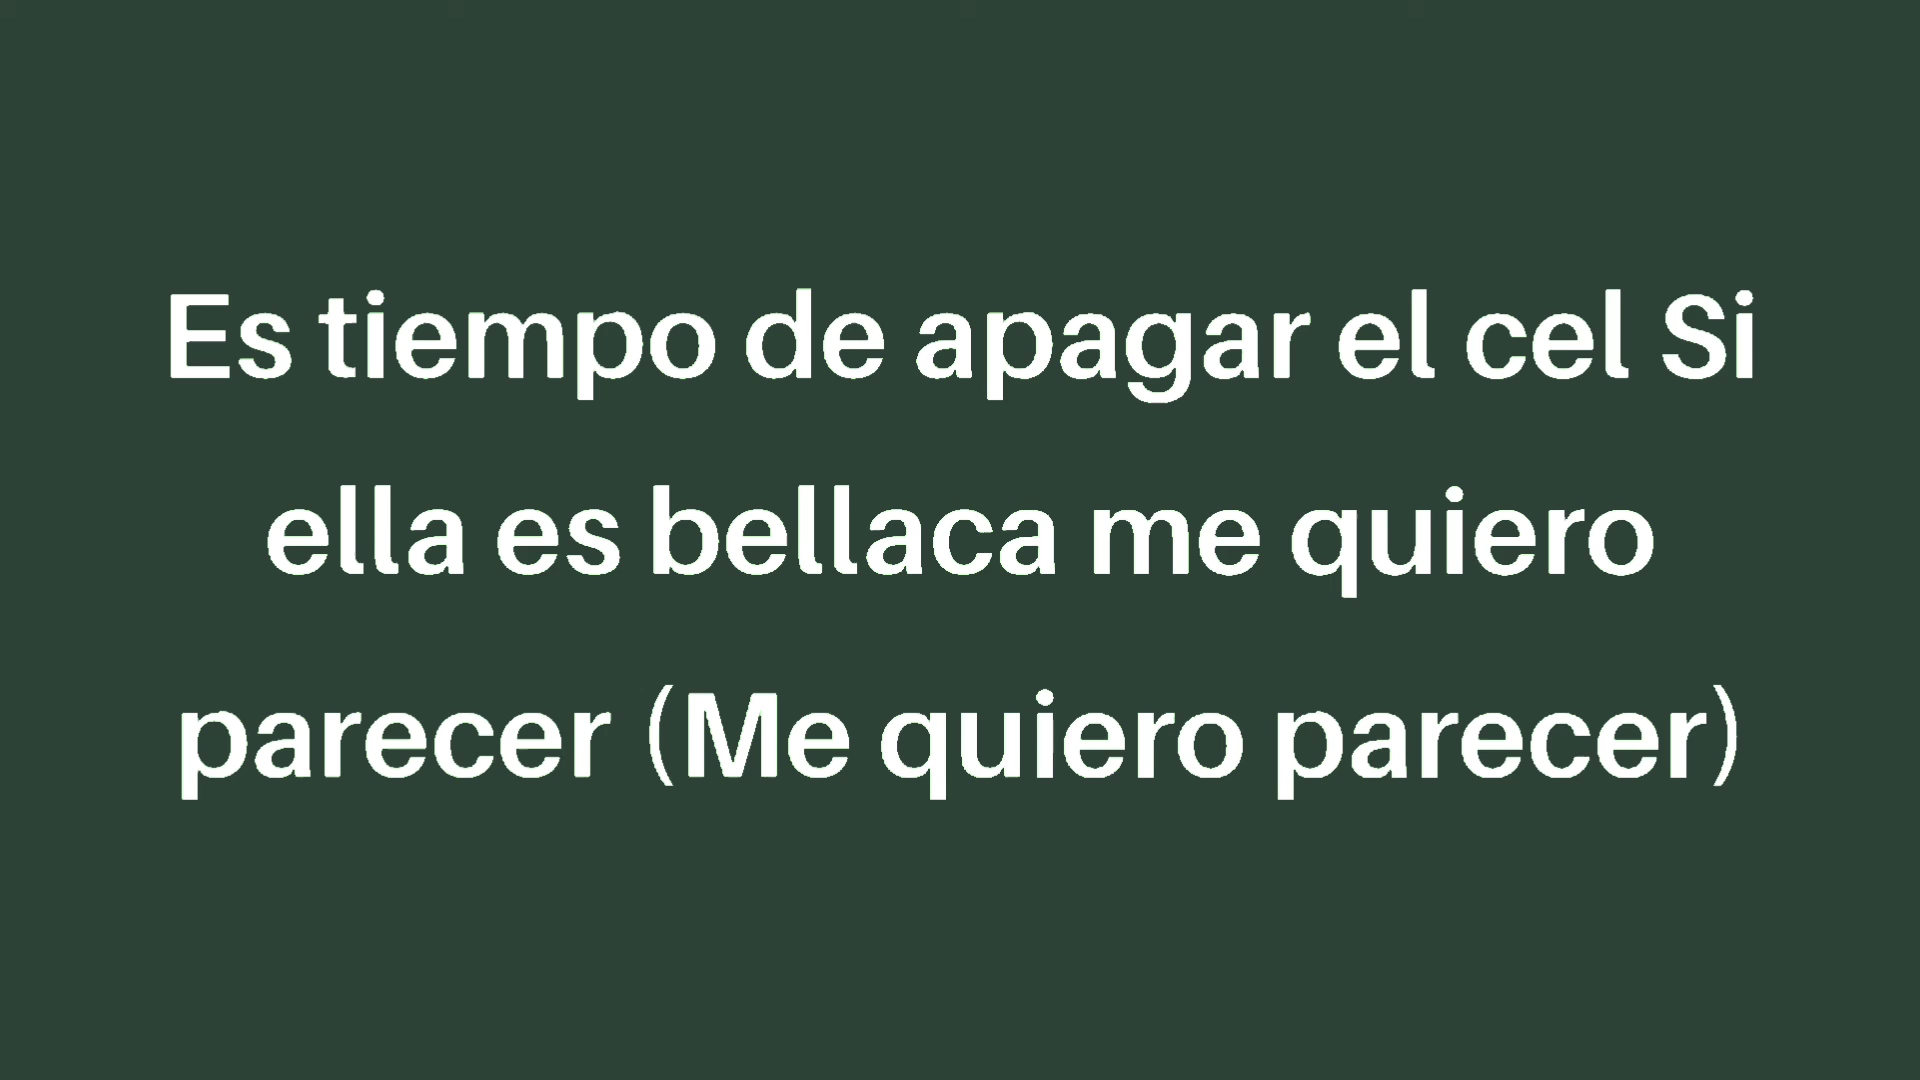 Es tiempo de apagar el cel Si
ella es bellaca me quiero
parecer (Me quiero parecer)